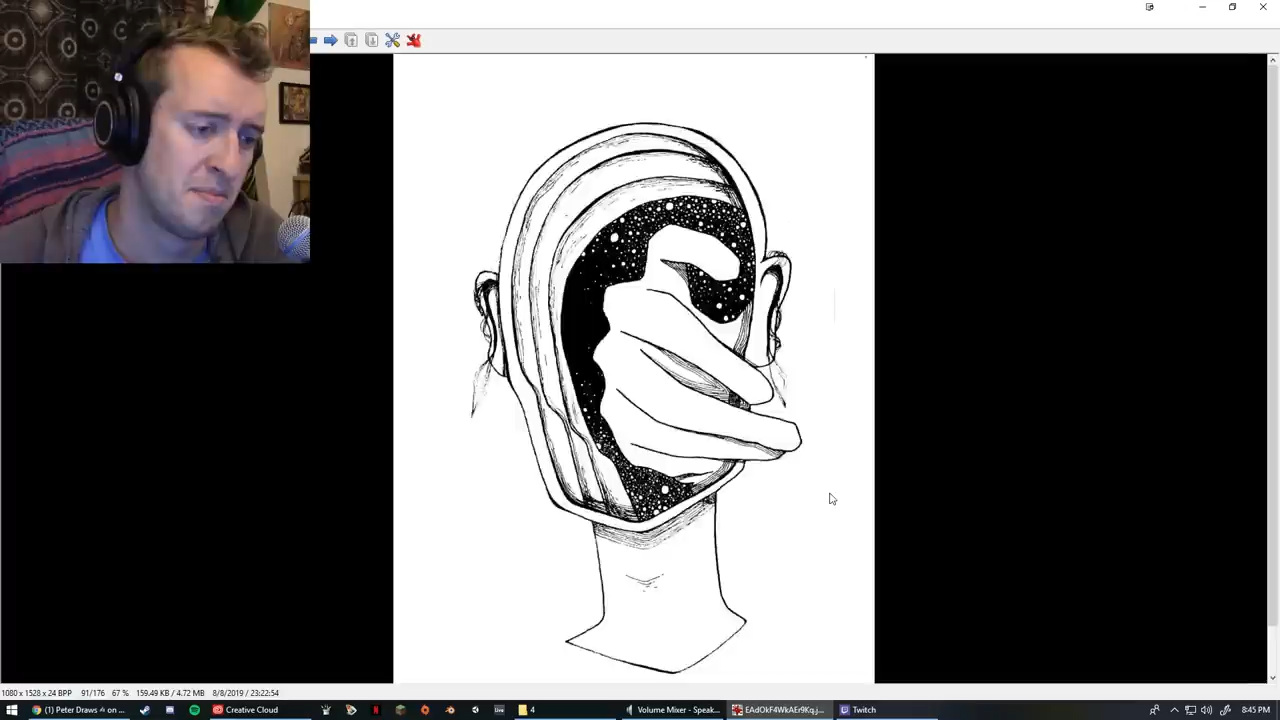 1080 x 1528 x 24 BPP 91/176 67 % 159.49 KB / 4.72 MB 8/8/2019 / 23:22:54
(1) Peter Draws 🎮 on ... Creative Cloud Live 4 Volume Mixer - Speak... EAdOkF4WkAEr9Kq.j... Twitch 8:45 PM